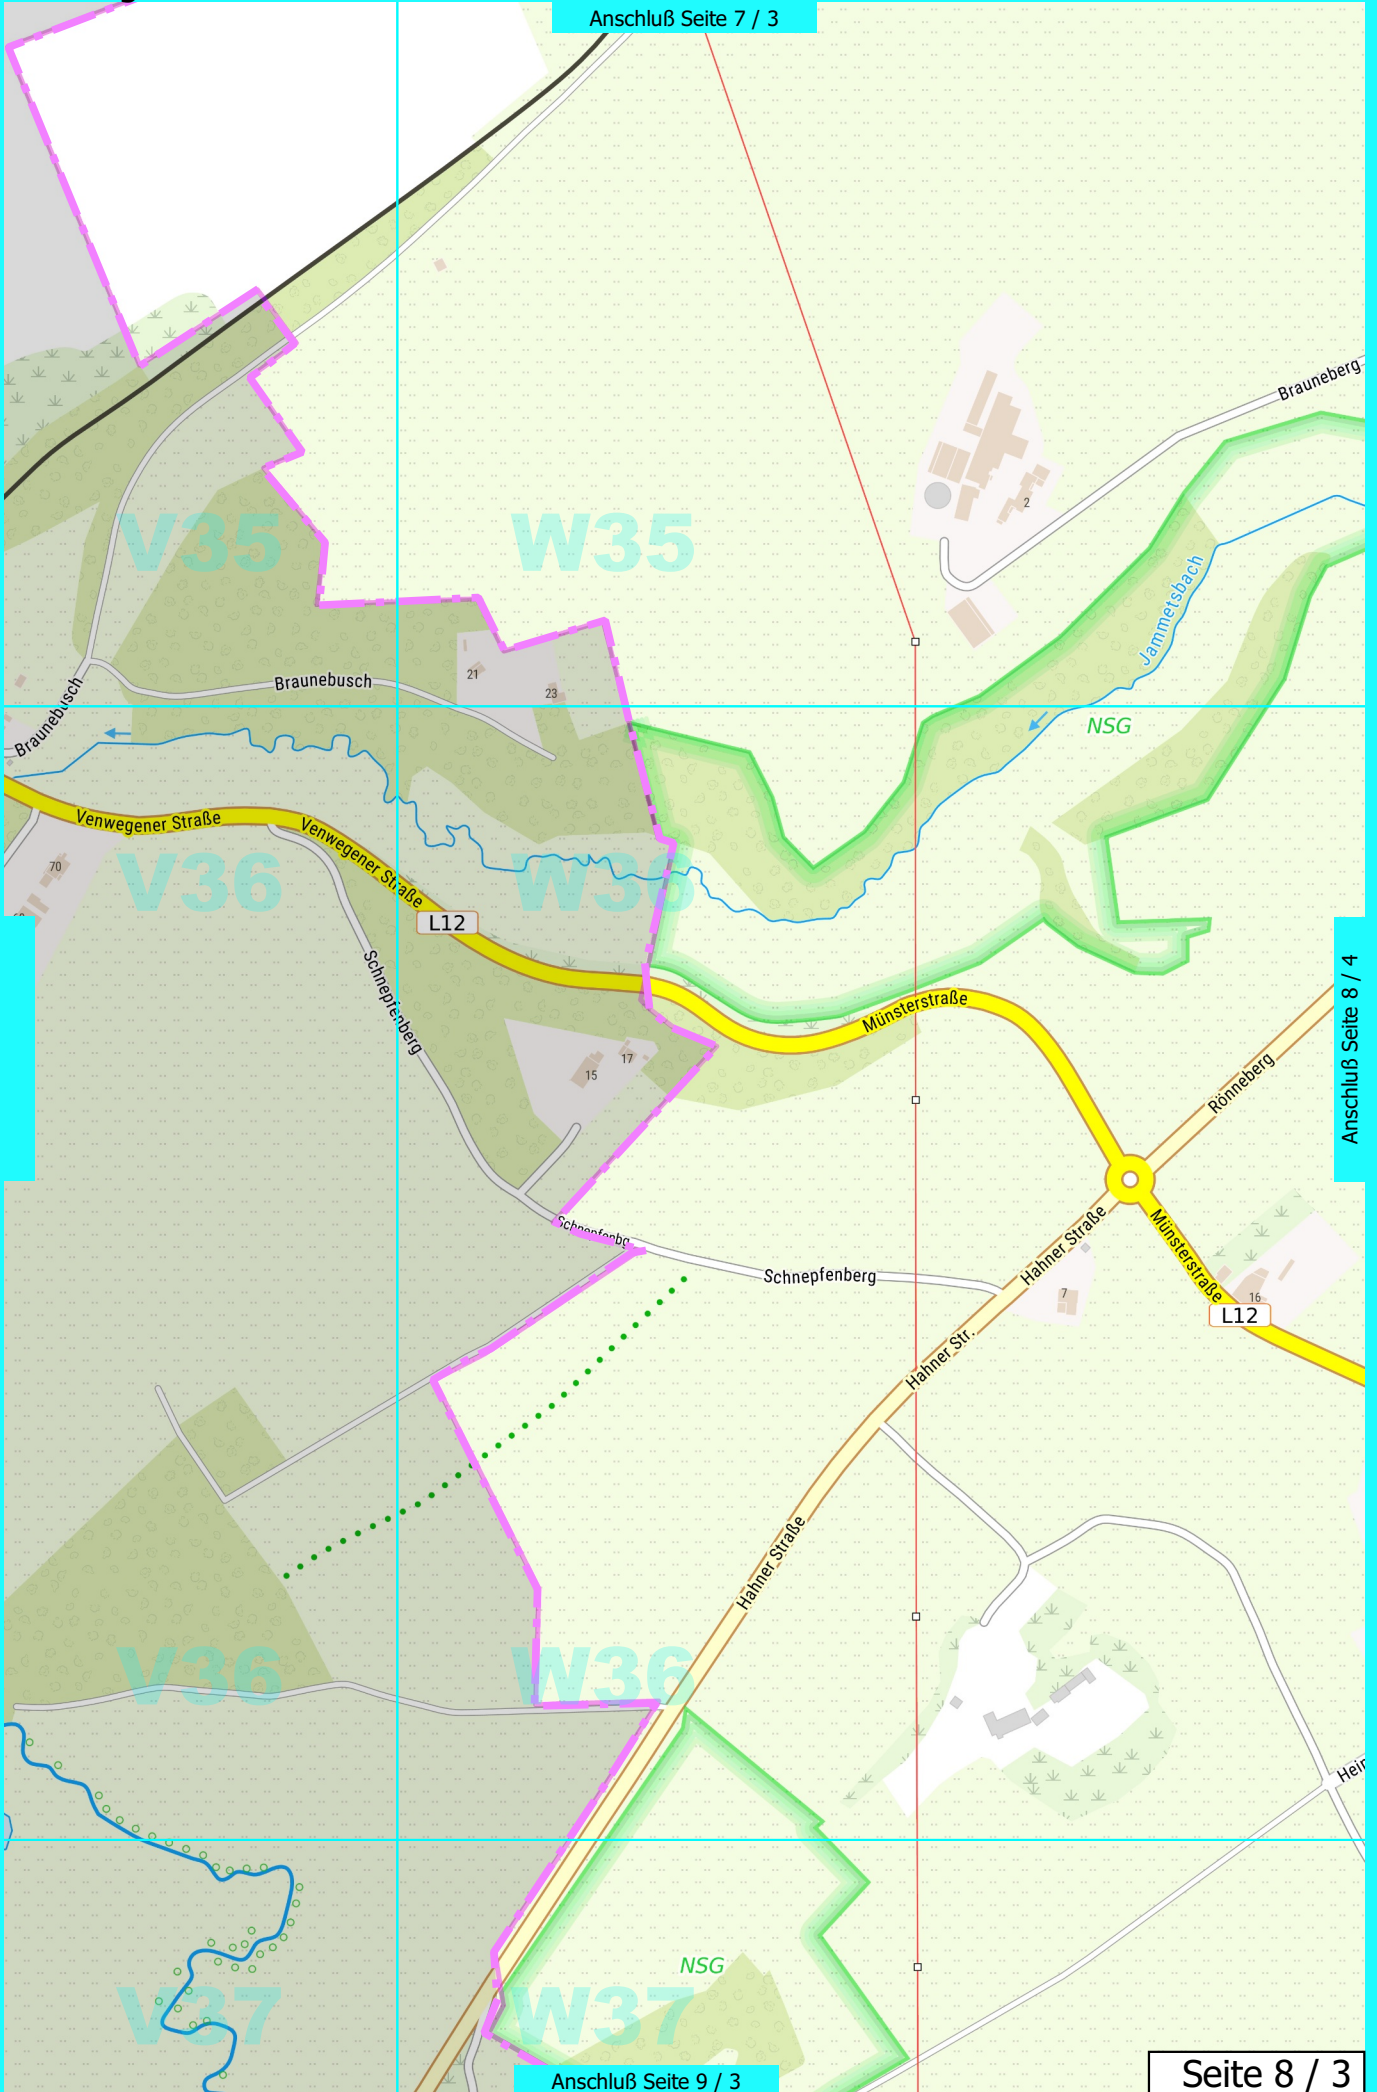 Anschluß Seite 7 / 3
Brauneberg
2
V35
W35
Jammetsbach
21
Braunebusch
23
Braunebusch
NSG
Venwegener Straße
Venwegener Straße
70
V36
W36
L12
Schnepfenberg
Münsterstraße
Anschluß Seite 8 / 4
17
15
Rönneberg
Schnepfenbg.
Hahner Straße
Münsterstraße
Schnepfenberg
7
16
L12
Hahner Str.
Hahner Straße
V36
W36
NSG
V37
W37
Seite 8 / 3
Anschluß Seite 9 / 3